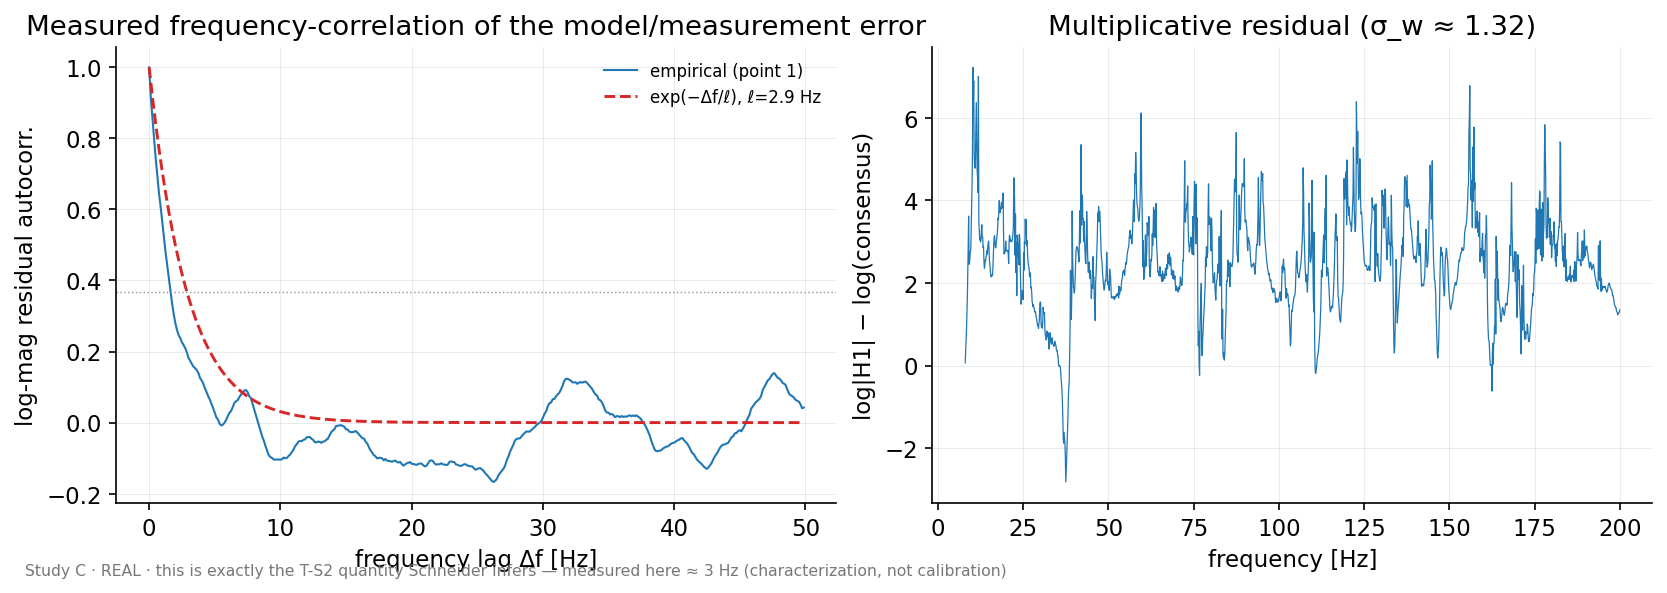 Measured frequency-correlation of the model/measurement error
log-mag residual autocorr.
1.0
0.8
0.6
0.4
0.2
0.0
−0.2
empirical (point 1)
exp(−Δf/ℓ), ℓ=2.9 Hz
0 10 20 30 40 50
frequency lag Δf [Hz]
Multiplicative residual (σ_w ≈ 1.32)
log|H1| − log(consensus)
6
4
2
0
−2
0 25 50 75 100 125 150 175 200
frequency [Hz]
Study C · REAL · this is exactly the T-S2 quantity Schneider infers — measured here ≈ 3 Hz (characterization, not calibration)